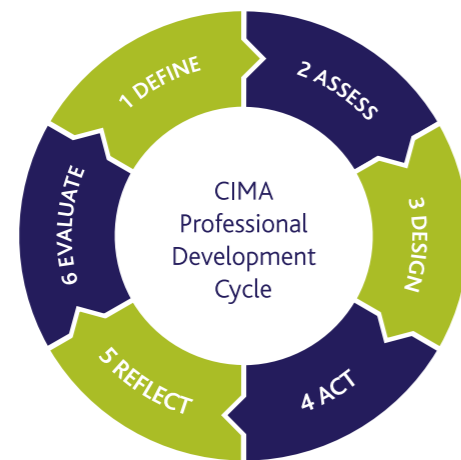 1 DEFINE
2 ASSESS
3 DESIGN
4 ACT
5 REFLECT
6 EVALUATE
CIMA
Professional
Development
Cycle